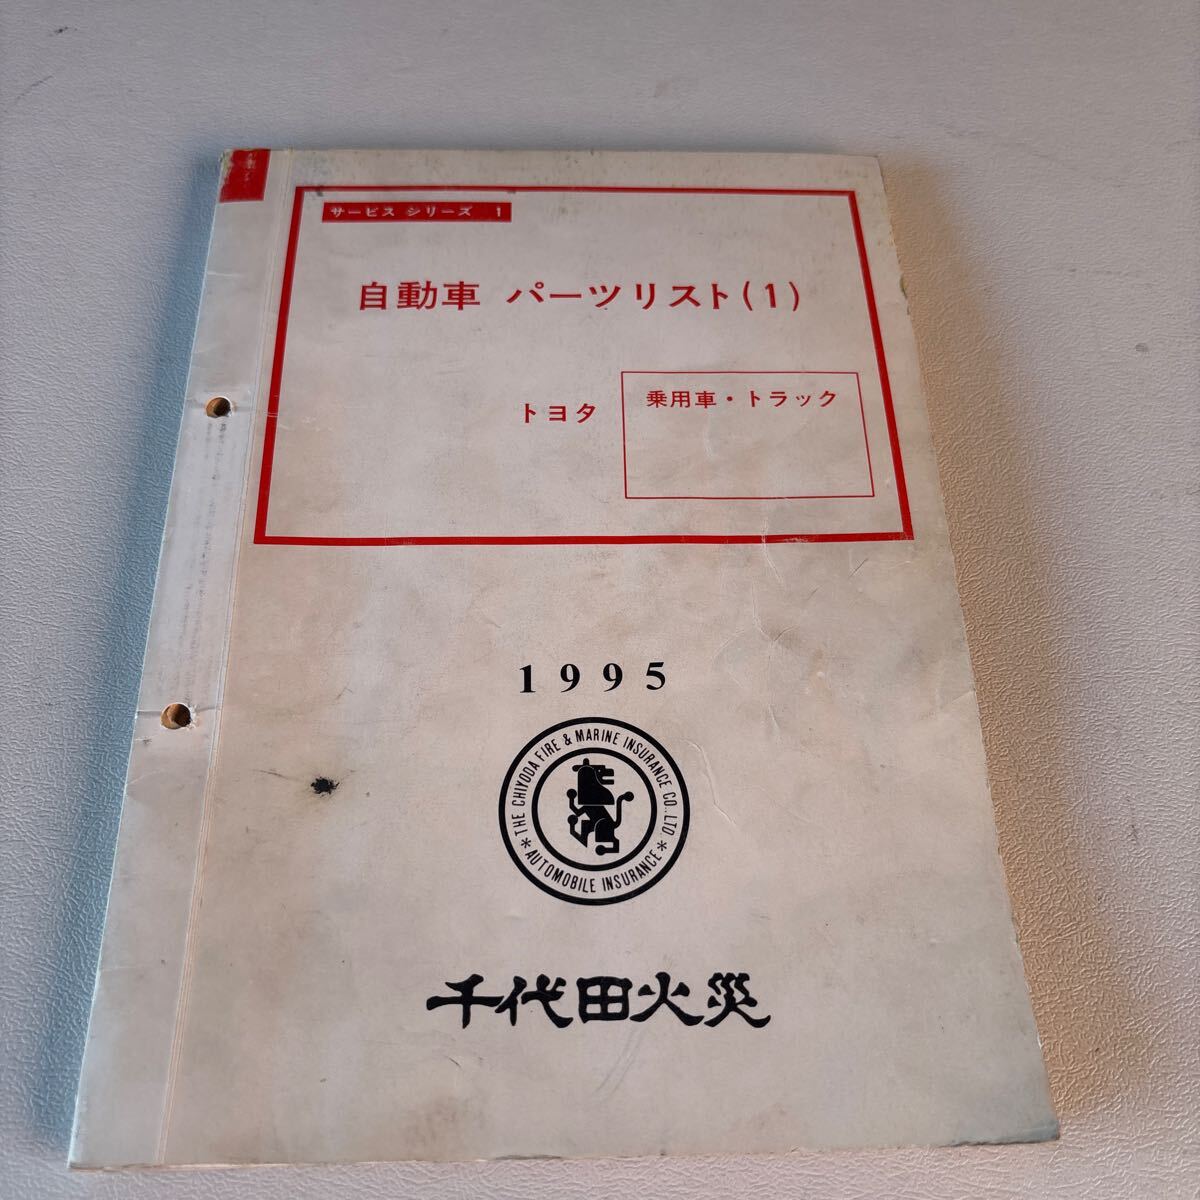 サービス シリーズ 1
自動車 パーツリスト(1)
トヨタ
乗用車・トラック
1995
THE CHIYODA FIRE & MARINE INSURANCE CO., LTD.
* AUTOMOBILE INSURANCE *
千代田火災